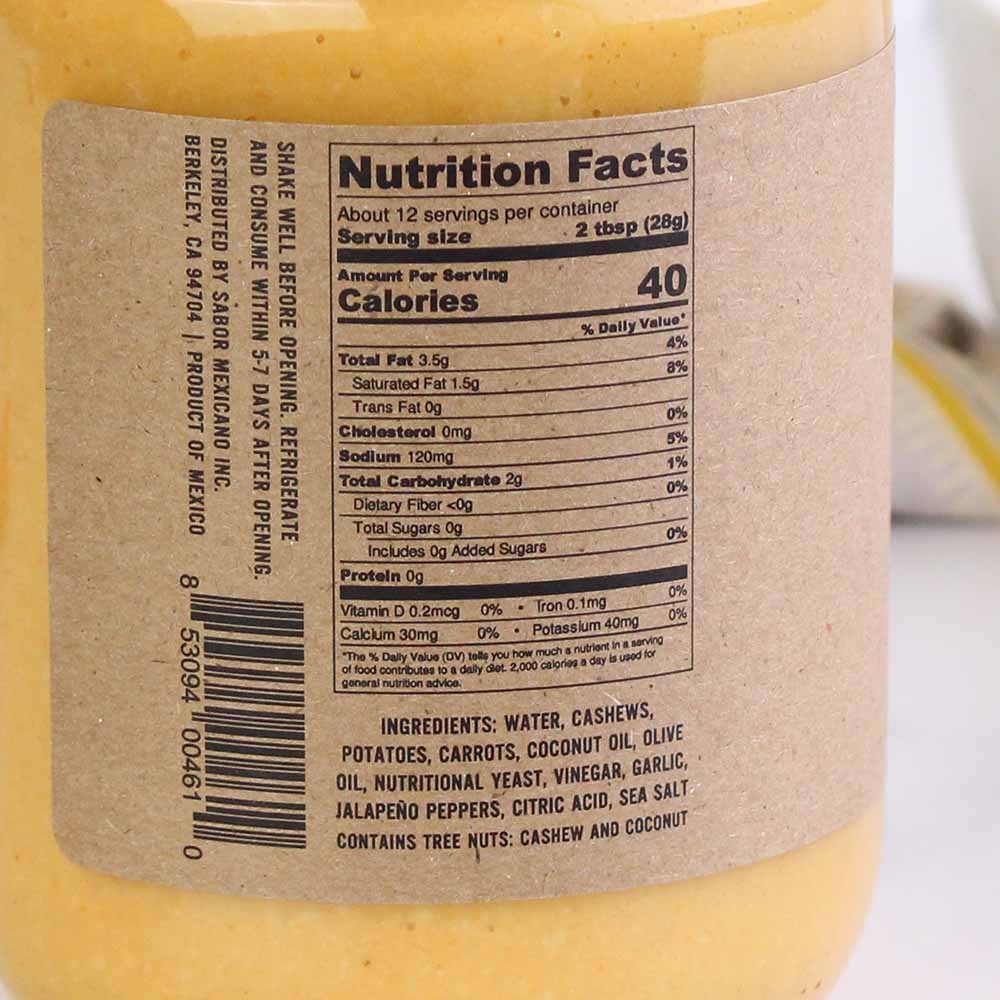 SHAKE WELL BEFORE OPENING. REFRIGERATE
AND CONSUME WITHIN 5-7 DAYS AFTER OPENING.
DISTRIBUTED BY SABOR MEXICANO INC.
BERKELEY, CA 94704 | PRODUCT OF MEXICO
8 53094 00461 0
Nutrition Facts
About 12 servings per container
Serving size 2 tbsp (28g)
Amount Per Serving
Calories 40
% Daily Value*
Total Fat 3.5g 4%
Saturated Fat 1.5g 8%
Trans Fat 0g
Cholesterol 0mg 0%
Sodium 120mg 5%
Total Carbohydrate 2g 1%
Dietary Fiber <0g 0%
Total Sugars 0g
Includes 0g Added Sugars 0%
Protein 0g
Vitamin D 0.2mcg 0% • Iron 0.1mg 0%
Calcium 30mg 0% • Potassium 40mg 0%
*The % Daily Value (DV) tells you how much a nutrient in a serving
of food contributes to a daily diet. 2,000 calories a day is used for
general nutrition advice.
INGREDIENTS: WATER, CASHEWS,
POTATOES, CARROTS, COCONUT OIL, OLIVE
OIL, NUTRITIONAL YEAST, VINEGAR, GARLIC,
JALAPEÑO PEPPERS, CITRIC ACID, SEA SALT
CONTAINS TREE NUTS: CASHEW AND COCONUT